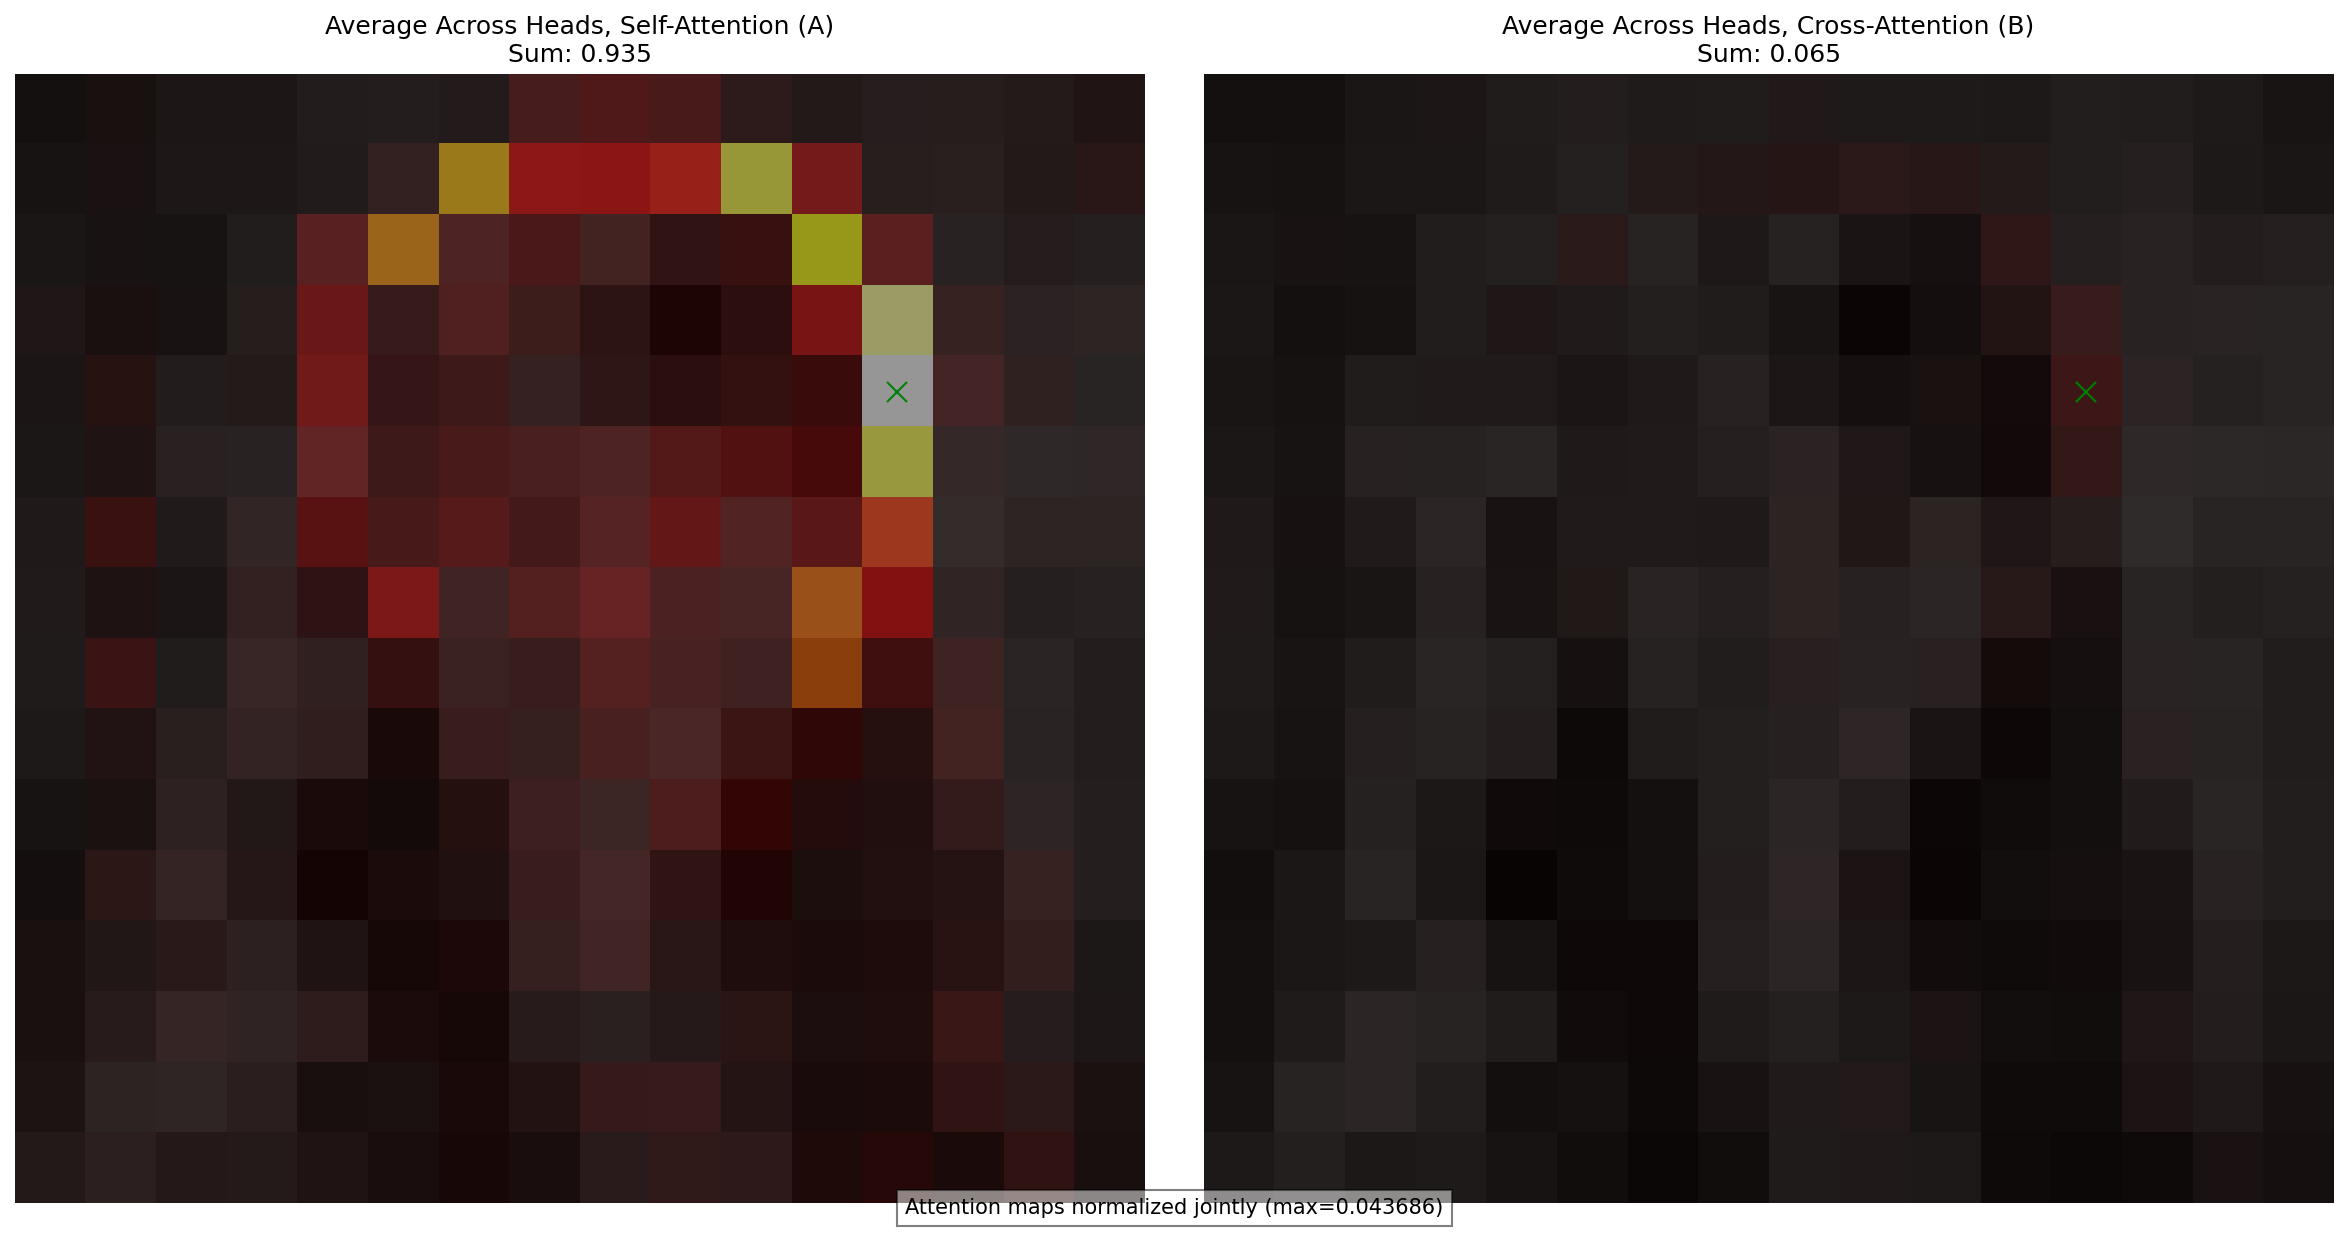 Average Across Heads, Self-Attention (A)
Sum: 0.935
Average Across Heads, Cross-Attention (B)
Sum: 0.065
Attention maps normalized jointly (max=0.043686)